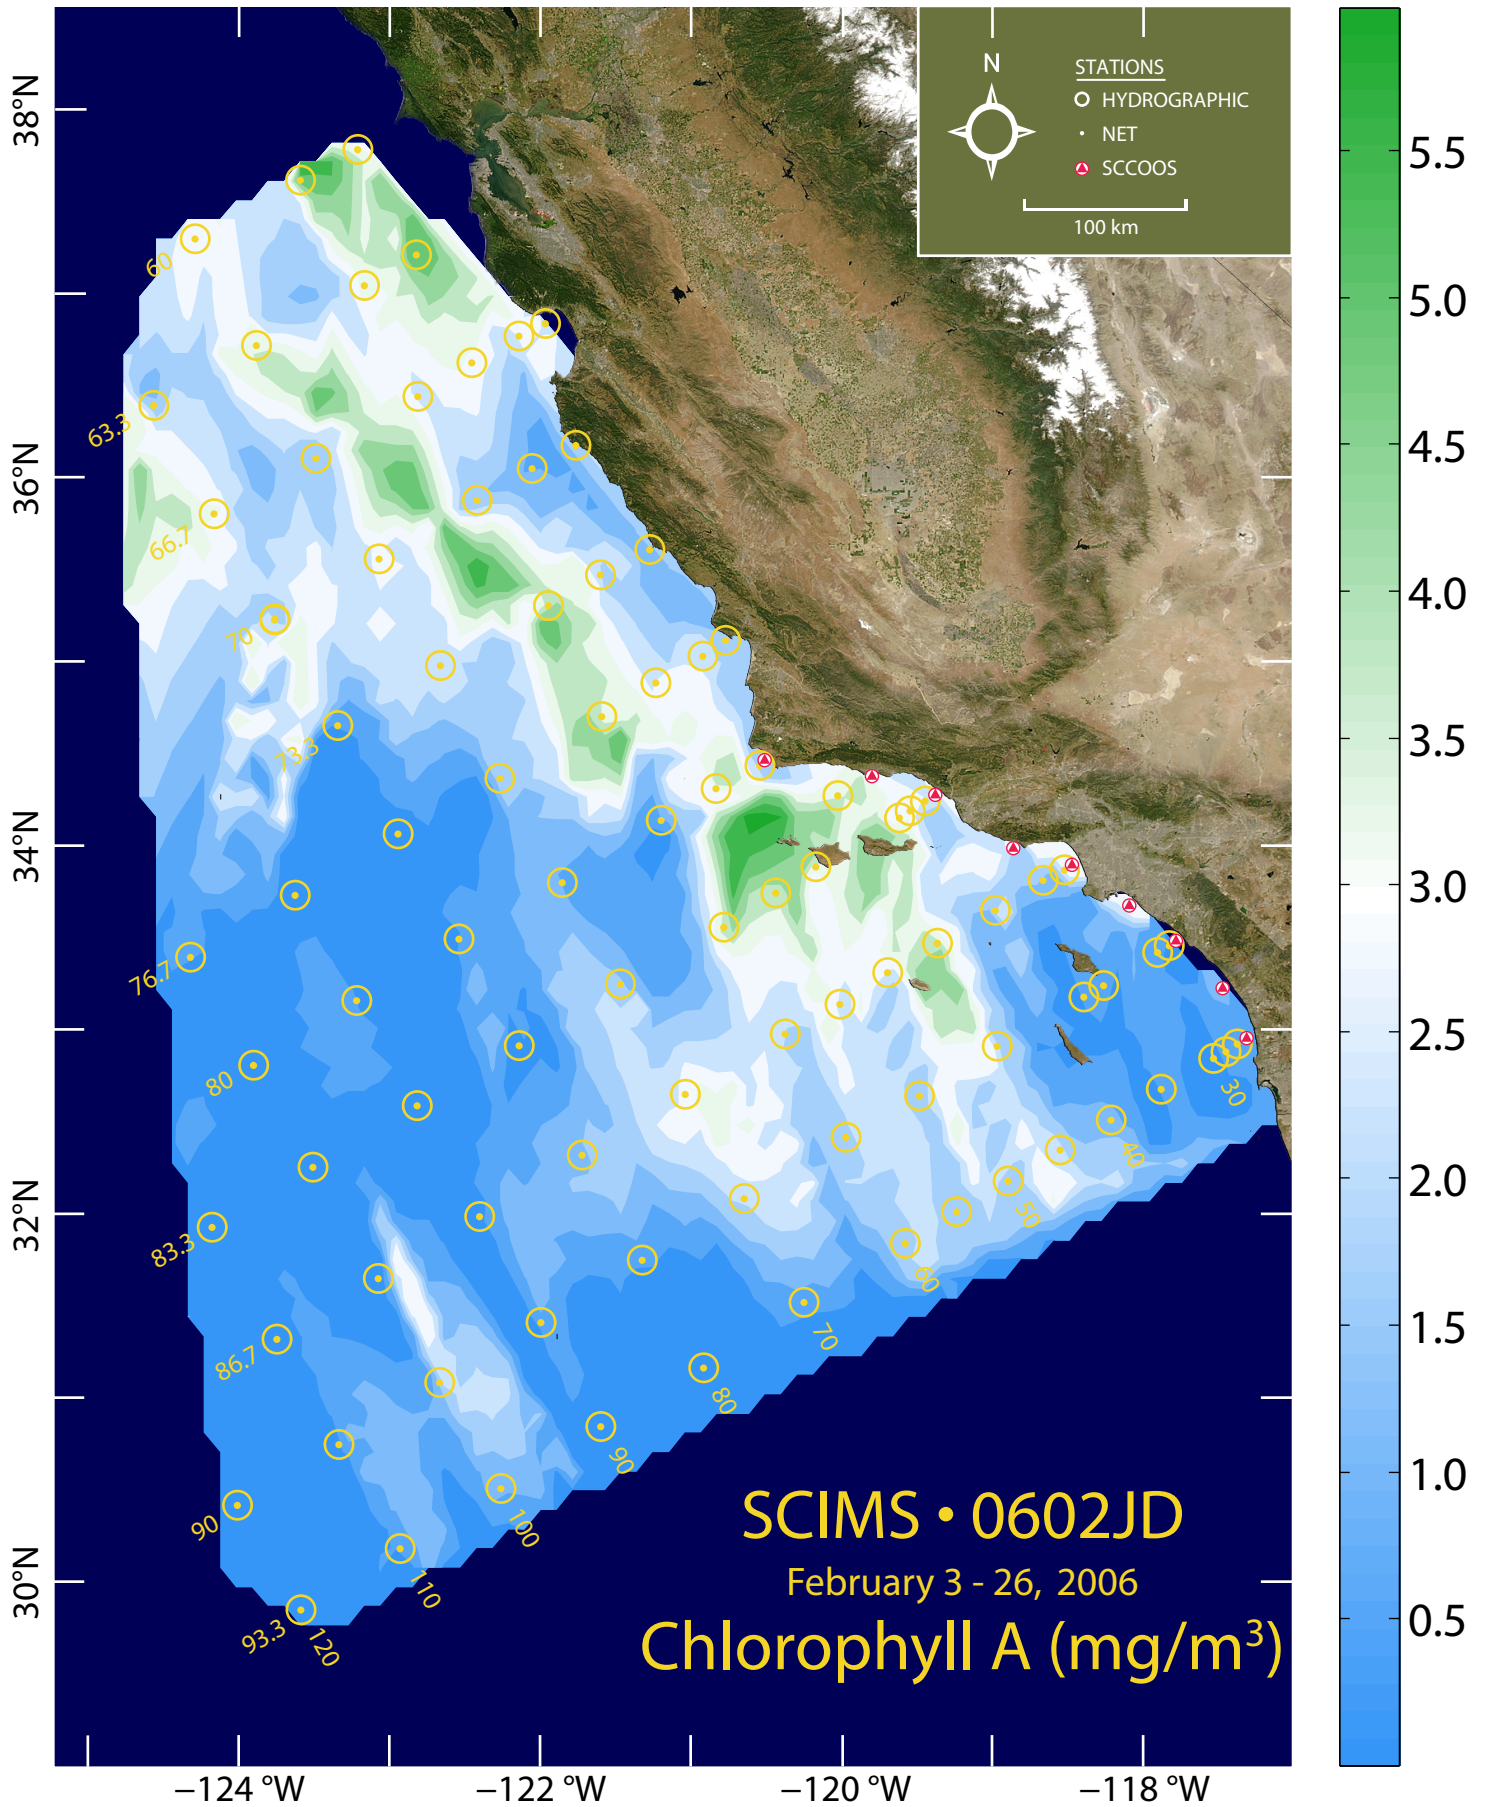 N
STATIONS
HYDROGRAPHIC
NET
SCCOOS
100 km
38°N
36°N
34°N
32°N
30°N
60
63.3
66.7
70
73.3
76.7
80
83.3
86.7
90
93.3
120
110
100
90
80
70
60
50
40
30
SCIMS • 0602JD
February 3 - 26, 2006
Chlorophyll A (mg/m³)
−124 °W
−122 °W
−120 °W
−118 °W
5.5
5.0
4.5
4.0
3.5
3.0
2.5
2.0
1.5
1.0
0.5